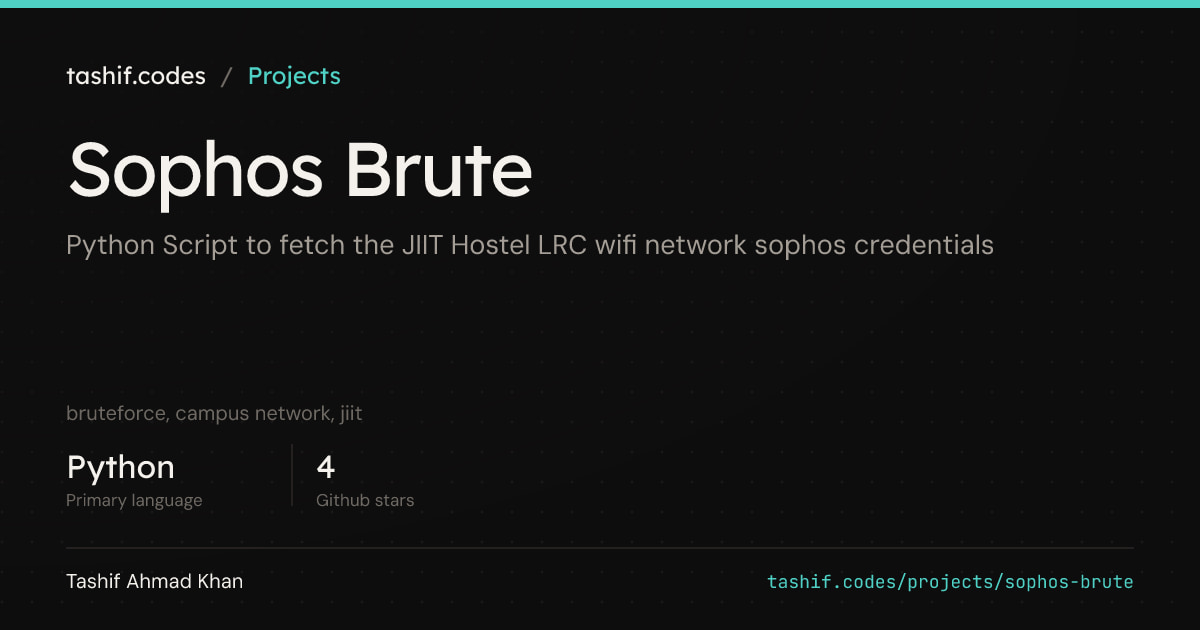 tashif.codes / Projects
Sophos Brute
Python Script to fetch the JIIT Hostel LRC wifi network sophos credentials
bruteforce, campus network, jiit
Python
Primary language
4
Github stars
Tashif Ahmad Khan
tashif.codes/projects/sophos-brute